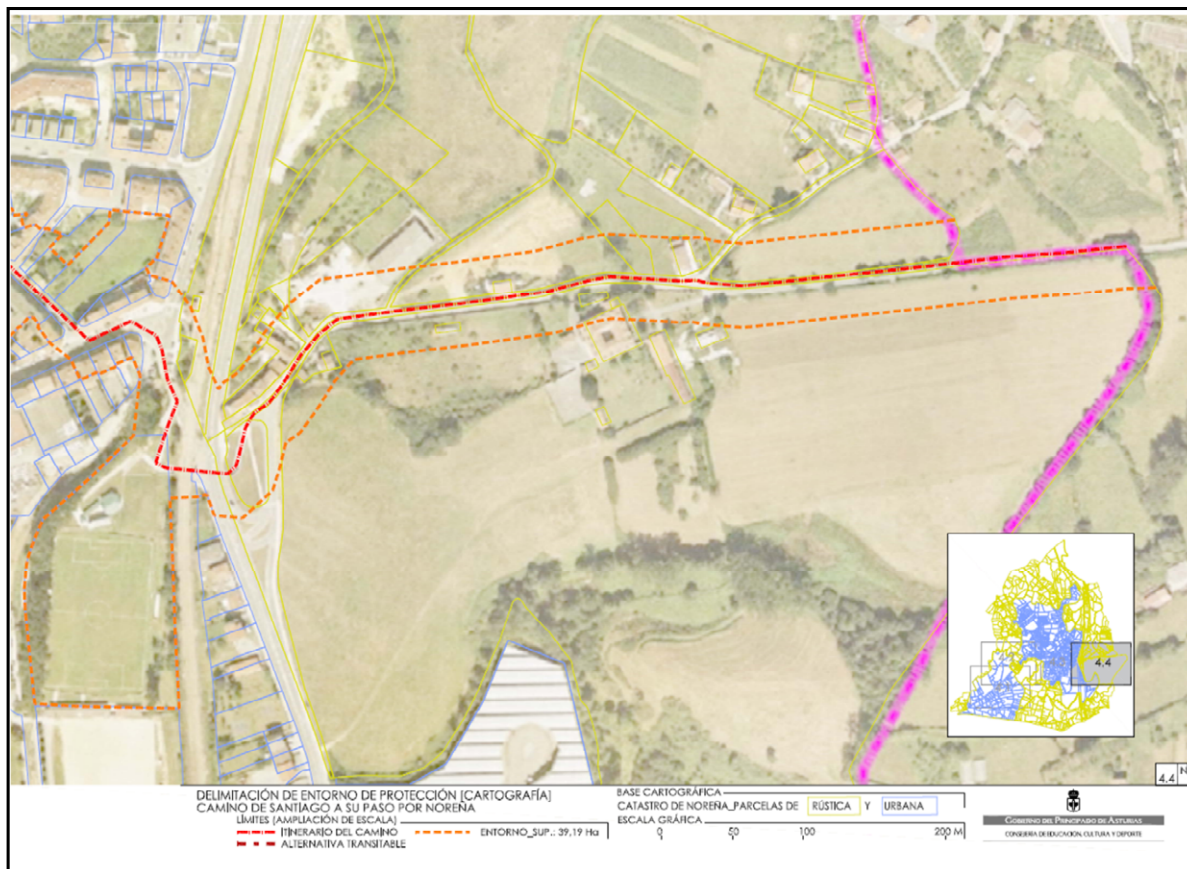 4.4
4.4
N
DELIMITACIÓN DE ENTORNO DE PROTECCIÓN [CARTOGRAFÍA]
CAMINO DE SANTIAGO A SU PASO POR NOREÑA
LÍMITES (AMPLIACIÓN DE ESCALA)
ITINERARIO DEL CAMINO
ENTORNO_SUP.: 39,19 Ha
ALTERNATIVA TRANSITABLE
BASE CARTOGRÁFICA
CATASTRO DE NOREÑA_PARCELAS DE RÚSTICA Y URBANA
ESCALA GRÁFICA
0 50 100 200 M
GOBIERNO DEL PRINCIPADO DE ASTURIAS
CONSEJERÍA DE EDUCACIÓN, CULTURA Y DEPORTE